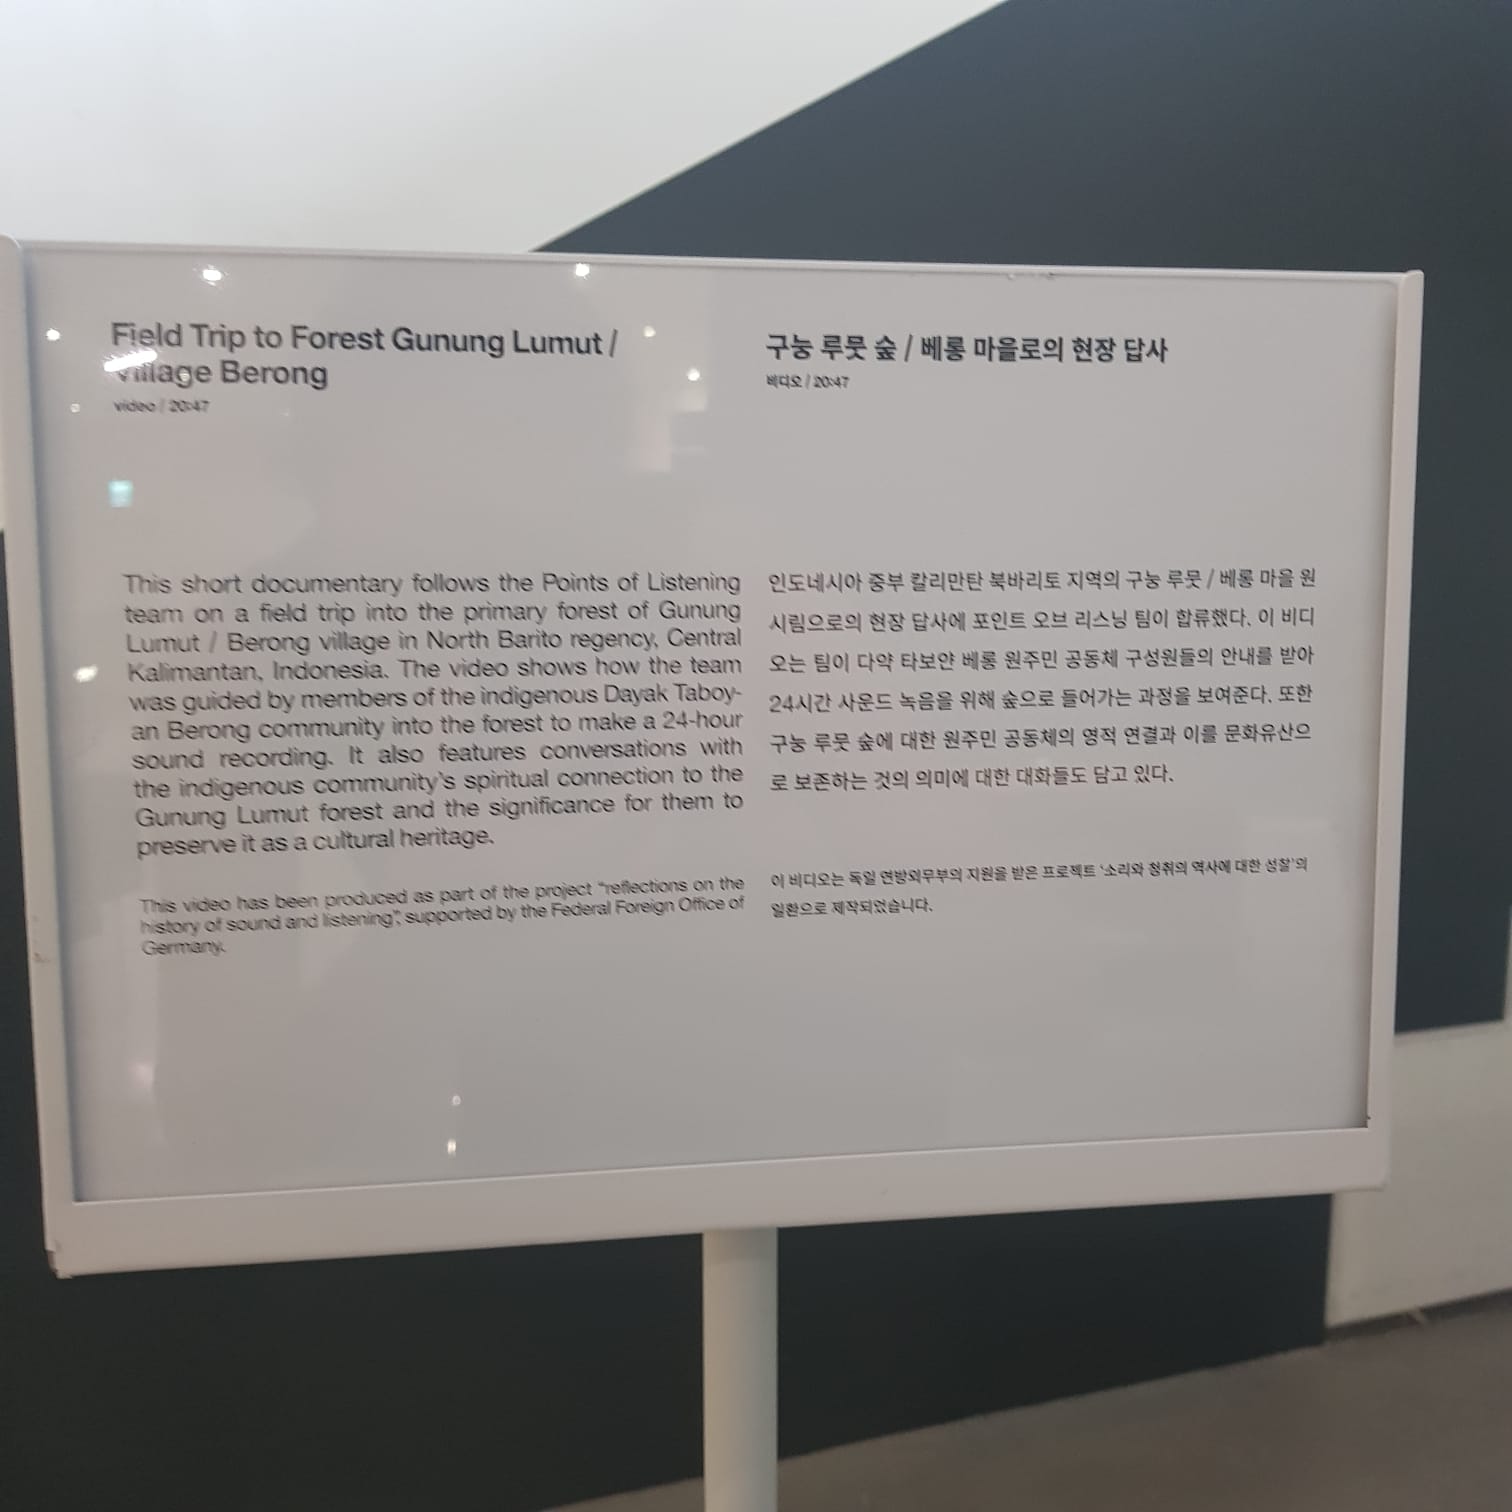 Field Trip to Forest Gunung Lumut /
Village Berong
video / 20:47
This short documentary follows the Points of Listening
team on a field trip into the primary forest of Gunung
Lumut / Berong village in North Barito regency, Central
Kalimantan, Indonesia. The video shows how the team
was guided by members of the indigenous Dayak Taboy-
an Berong community into the forest to make a 24-hour
sound recording. It also features conversations with
the indigenous community's spiritual connection to the
Gunung Lumut forest and the significance for them to
preserve it as a cultural heritage.
This video has been produced as part of the project "reflections on the
history of sound and listening", supported by the Federal Foreign Office of
Germany.
구눙 루뭇 숲 / 베롱 마을로의 현장 답사
비디오 / 20:47
인도네시아 중부 칼리만탄 북바리토 지역의 구눙 루뭇 / 베롱 마을 원
시림으로의 현장 답사에 포인트 오브 리스닝 팀이 합류했다. 이 비디
오는 팀이 다약 타보얀 베롱 원주민 공동체 구성원들의 안내를 받아
24시간 사운드 녹음을 위해 숲으로 들어가는 과정을 보여준다. 또한
구눙 루뭇 숲에 대한 원주민 공동체의 영적 연결과 이를 문화유산으
로 보존하는 것의 의미에 대한 대화들도 담고 있다.
이 비디오는 독일 연방외무부의 지원을 받은 프로젝트 '소리와 청취의 역사에 대한 성찰'의
일환으로 제작되었습니다.